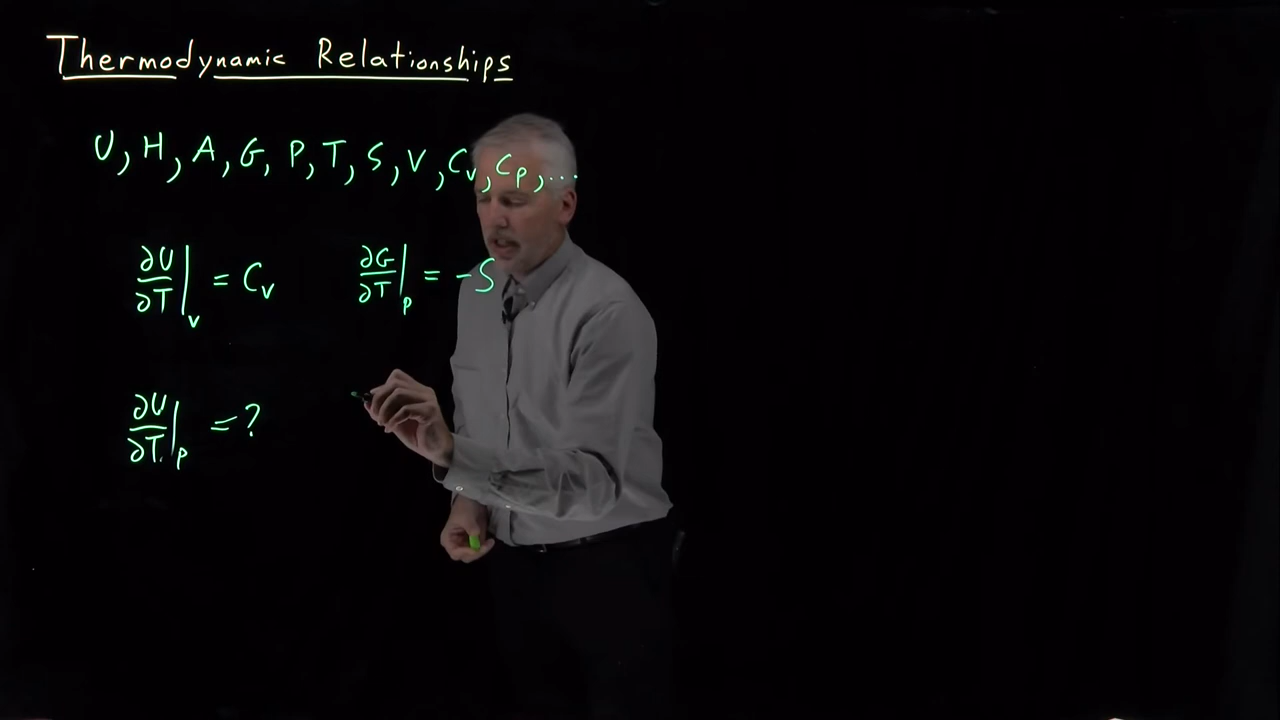 Thermodynamic Relationships
U, H, A, G, P, T, S, V, Cᵥ, Cₚ, ...
∂U/∂T|ᵥ = Cᵥ ∂G/∂T|ₚ = -S
∂U/∂T|ₚ = ?